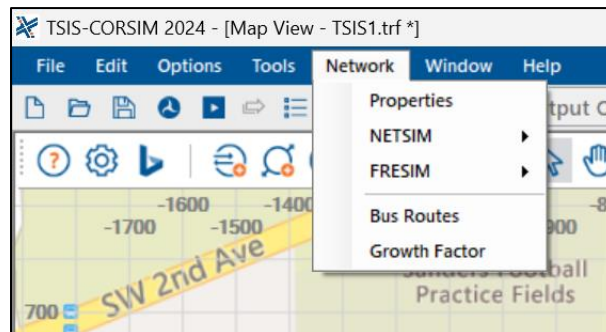 TSIS-CORSIM 2024 - [Map View - TSIS1.trf *]
File Edit Options Tools Network Window Help
Properties
NETSIM
FRESIM
Bus Routes
Growth Factor
-1600 -1400
-1700 -1500 900
SW 2nd Ave
Practice Fields
700